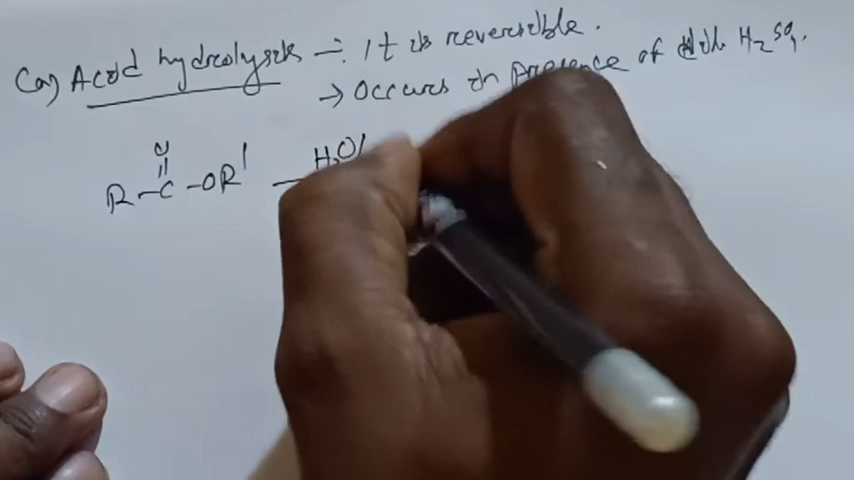 (a) Acid hydrolysis :- It is reversible.
→ Occurs in presence of dil. H2SO4.
O
R-C-OR' H2O/